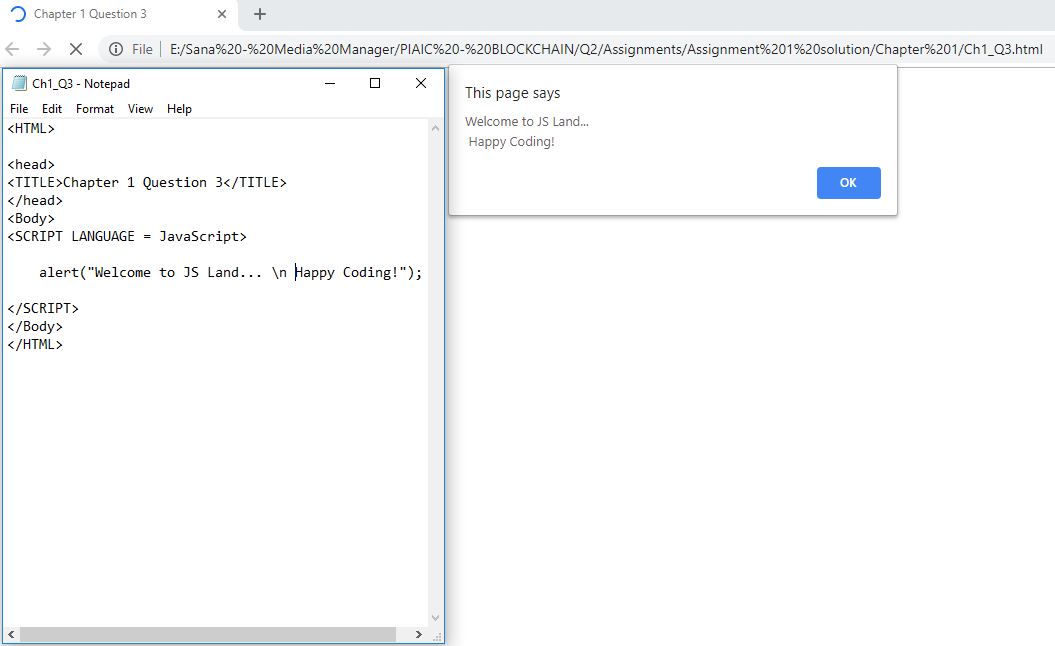 Chapter 1 Question 3
File E:/Sana%20-%20Media%20Manager/PIAIC%20-%20BLOCKCHAIN/Q2/Assignments/Assignment%201%20solution/Chapter%201/Ch1_Q3.html
Ch1_Q3 - Notepad
File Edit Format View Help
<HTML>
<head>
<TITLE>Chapter 1 Question 3</TITLE>
</head>
<Body>
<SCRIPT LANGUAGE = JavaScript>
alert("Welcome to JS Land... \n Happy Coding!");
</SCRIPT>
</Body>
</HTML>
This page says
Welcome to JS Land...
Happy Coding!
OK